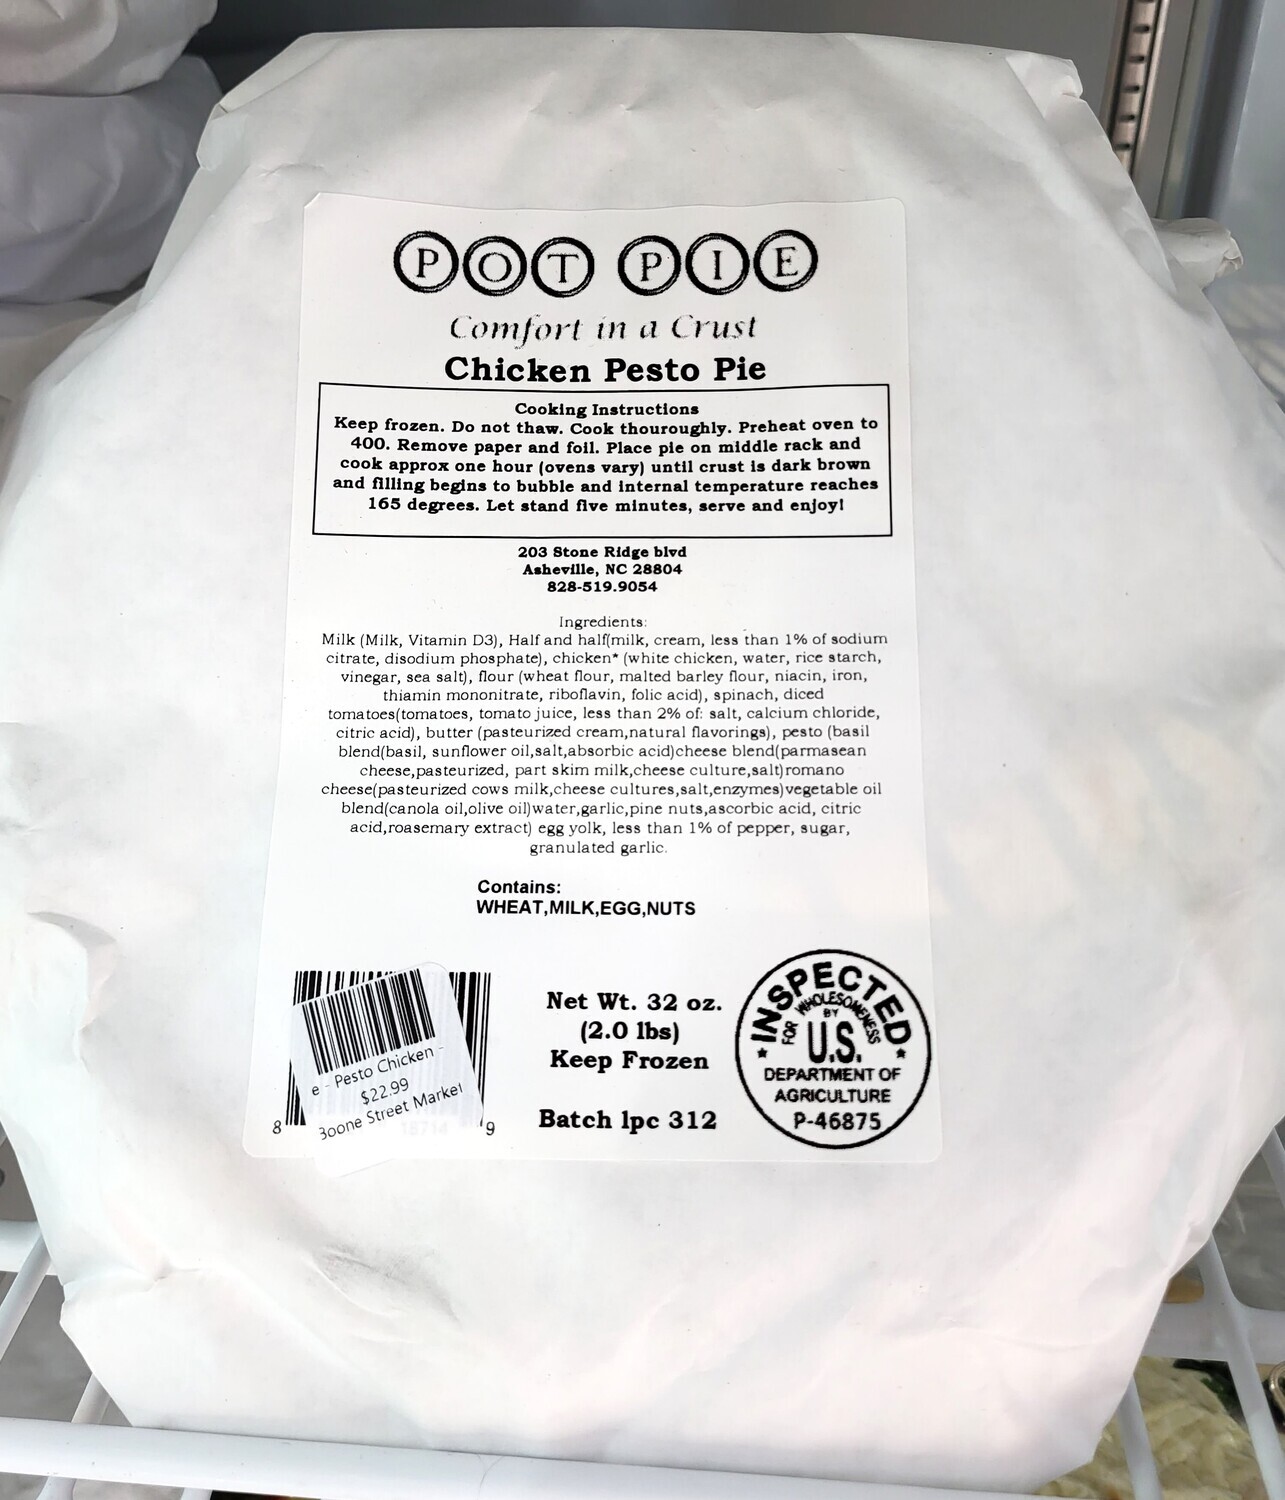 POT PIE
Comfort in a Crust
Chicken Pesto Pie
Cooking Instructions
Keep frozen. Do not thaw. Cook thouroughly. Preheat oven to
400. Remove paper and foil. Place pie on middle rack and
cook approx one hour (ovens vary) until crust is dark brown
and filling begins to bubble and internal temperature reaches
165 degrees. Let stand five minutes, serve and enjoy!
203 Stone Ridge blvd
Asheville, NC 28804
828-519.9054
Ingredients:
Milk (Milk, Vitamin D3), Half and half(milk, cream, less than 1% of sodium
citrate, disodium phosphate), chicken* (white chicken, water, rice starch,
vinegar, sea salt), flour (wheat flour, malted barley flour, niacin, iron,
thiamin mononitrate, riboflavin, folic acid), spinach, diced
tomatoes(tomatoes, tomato juice, less than 2% of: salt, calcium chloride,
citric acid), butter (pasteurized cream,natural flavorings), pesto (basil
blend(basil, sunflower oil,salt,absorbic acid)cheese blend(parmasean
cheese,pasteurized, part skim milk,cheese culture,salt)romano
cheese(pasteurized cows milk,cheese cultures,salt,enzymes)vegetable oil
blend(canola oil,olive oil)water,garlic,pine nuts,ascorbic acid, citric
acid,roasemary extract) egg yolk, less than 1% of pepper, sugar,
granulated garlic.
Contains:
WHEAT,MILK,EGG,NUTS
Net Wt. 32 oz.
(2.0 lbs)
Keep Frozen
Batch lpc 312
e - Pesto Chicken -
$22.99
Boone Street Market
8 9
INSPECTED
FOR WHOLESOMENESS
BY
U.S.
DEPARTMENT OF
AGRICULTURE
P-46875